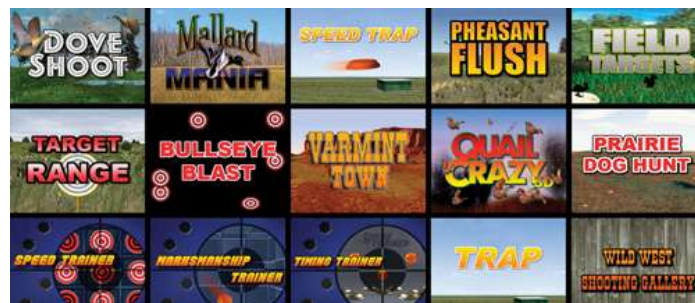 DOVE
SHOOT
Mallard
MANIA
SPEED TRAP
PHEASANT
FLUSH
FIELD
TARGETS
TARGET
RANGE
BULLSEYE
BLAST
VARMINT
TOWN
QUAIL
CRAZY 3D
PRAIRIE
DOG HUNT
SPEED TRAINER
MARKSMANSHIP
TRAINER
TIMING TRAINER
TRAP
WILD WEST
SHOOTING GALLERY